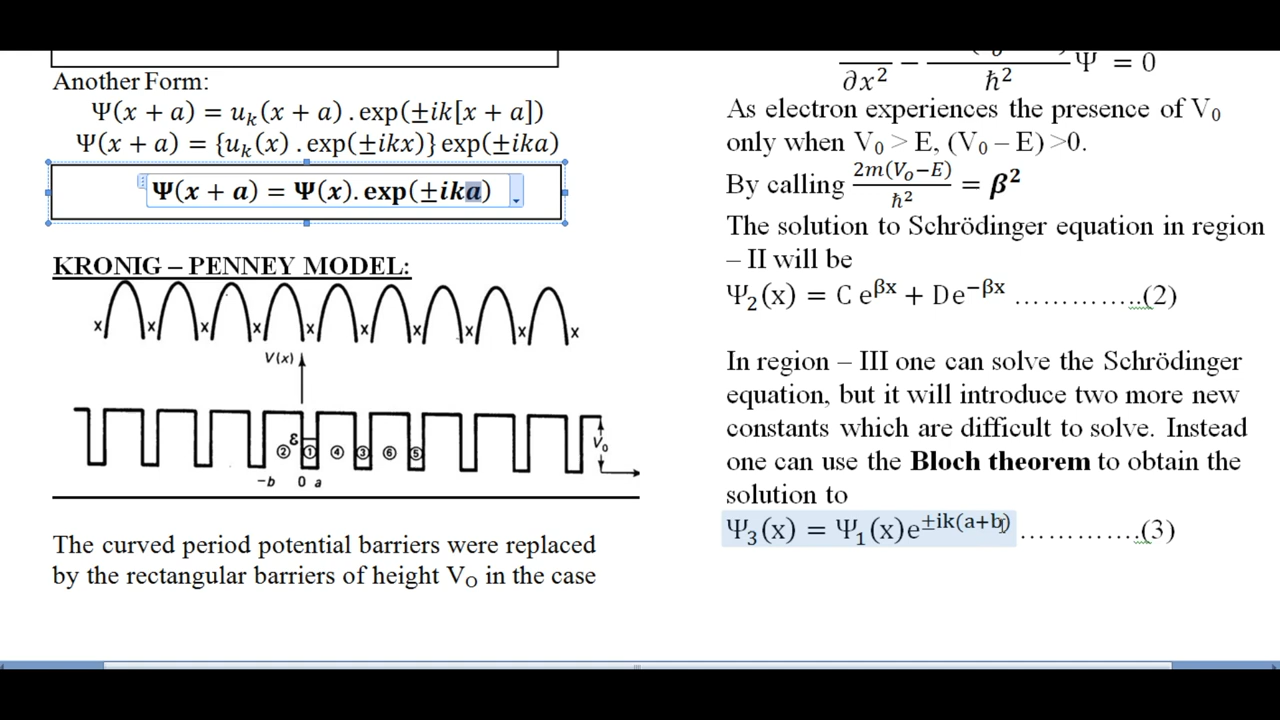 Another Form:
Ψ(x + a) = uₖ(x + a) . exp(±ik[x + a])
Ψ(x + a) = {uₖ(x) . exp(±ikx)} exp(±ika)
Ψ(x + a) = Ψ(x). exp(±ika)
KRONIG – PENNEY MODEL:
x x x x x x x x x x
V(x)
ε
② ① ④ ③ ⑥ ⑤
V₀
-b 0 a
The curved period potential barriers were replaced
by the rectangular barriers of height V₀ in the case
∂x² – ħ² Ψ = 0
As electron experiences the presence of V₀
only when V₀ > E, (V₀ – E) >0.
By calling 2m(V₀−E)/ħ² = β²
The solution to Schrödinger equation in region
– II will be
Ψ₂(x) = C e^βx + De^−βx …………..(2)
In region – III one can solve the Schrödinger
equation, but it will introduce two more new
constants which are difficult to solve. Instead
one can use the Bloch theorem to obtain the
solution to
Ψ₃(x) = Ψ₁(x)e^±ik(a+b) ………….(3)